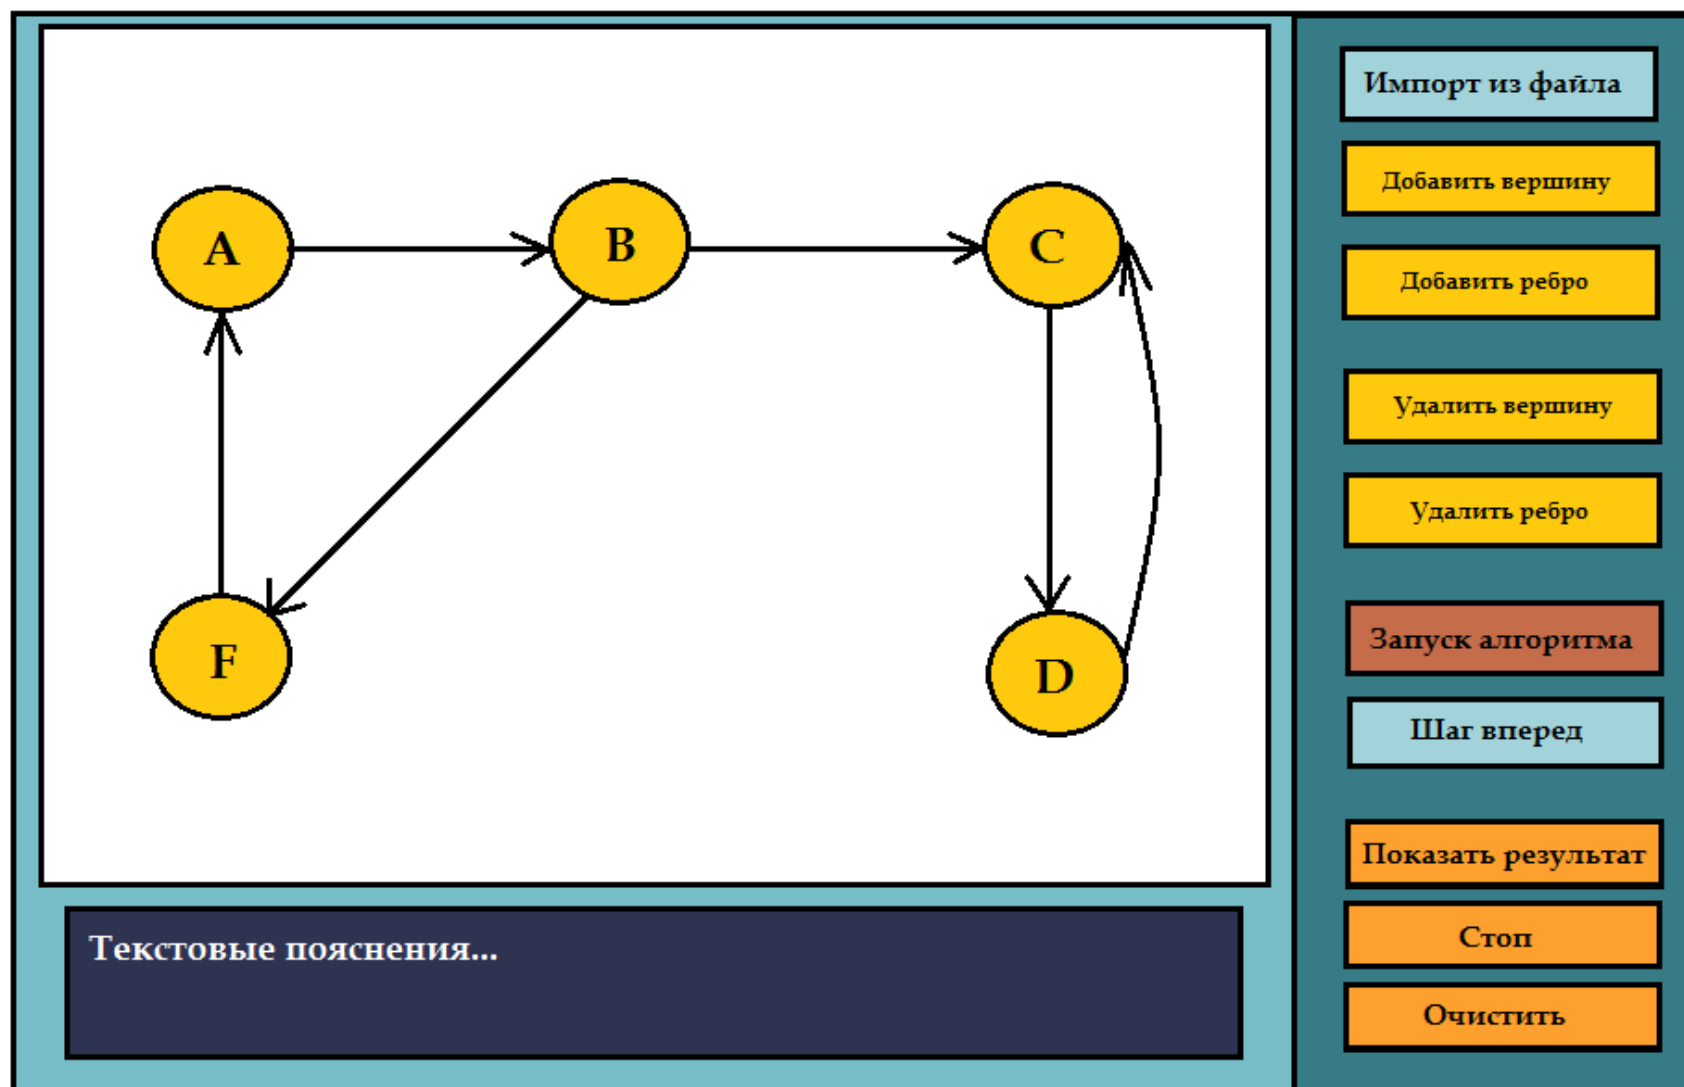 A
B
C
F
D
Текстовые пояснения...
Импорт из файла
Добавить вершину
Добавить ребро
Удалить вершину
Удалить ребро
Запуск алгоритма
Шаг вперед
Показать результат
Стоп
Очистить